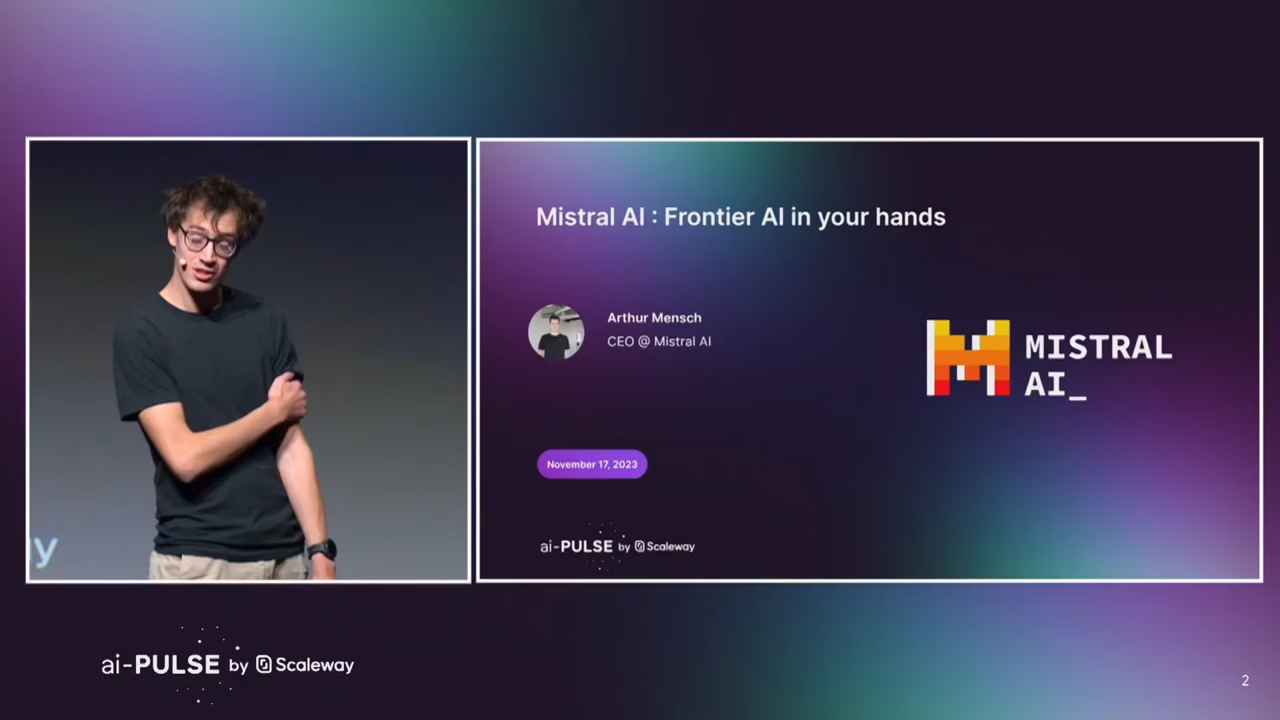 Mistral AI : Frontier AI in your hands
Arthur Mensch
CEO @ Mistral AI
MISTRAL
AI_
November 17, 2023
ai-PULSE by Scaleway
y
ai-PULSE by Scaleway
2